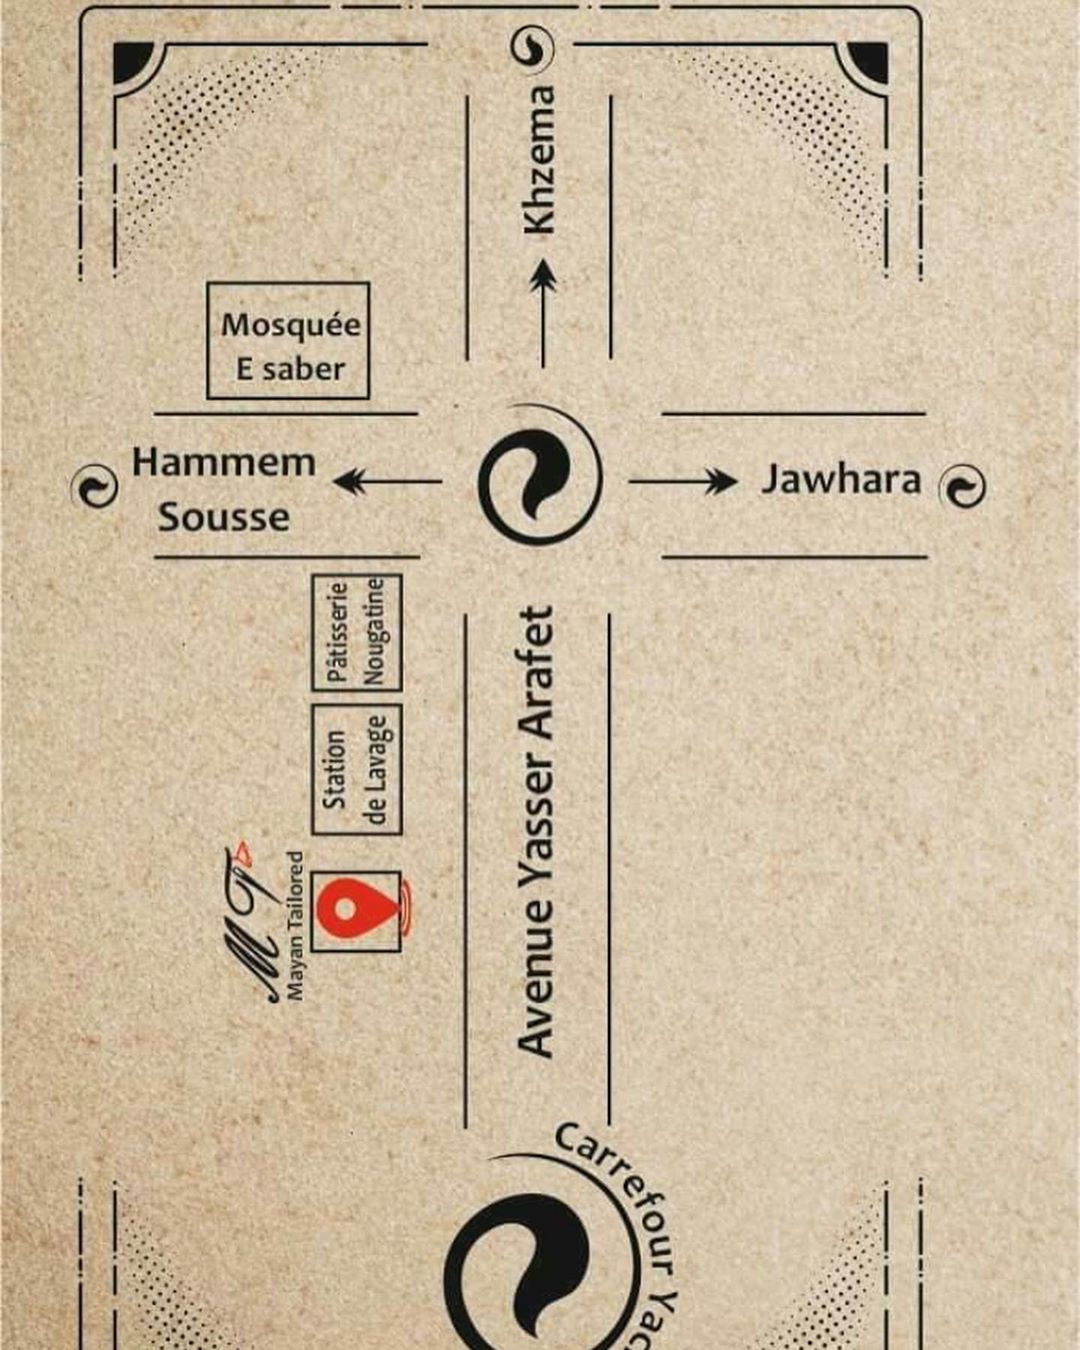 Khzema
Mosquée
E saber
Hammem
Sousse
Jawhara
Pâtisserie
Nougatine
Station
de Lavage
Avenue Yasser Arafet
MT
Mayan Tailored
Carrefour Yac